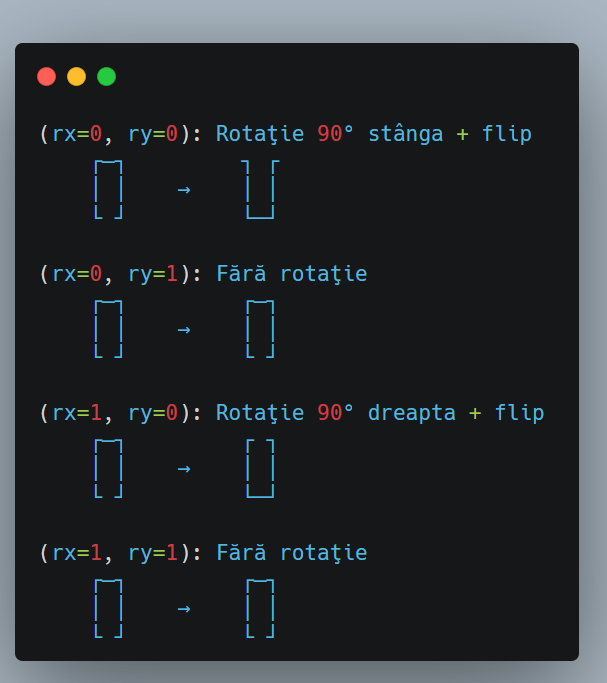 (rx=0, ry=0): Rotaţie 90° stânga + flip
┌─┐         ┐ ┌
│ │    →    │ │
└ ┘         └─┘
(rx=0, ry=1): Fără rotaţie
┌─┐         ┌─┐
│ │    →    │ │
└ ┘         └ ┘
(rx=1, ry=0): Rotaţie 90° dreapta + flip
┌─┐         ┌ ┐
│ │    →    │ │
└ ┘         └─┘
(rx=1, ry=1): Fără rotaţie
┌─┐         ┌─┐
│ │    →    │ │
└ ┘         └ ┘